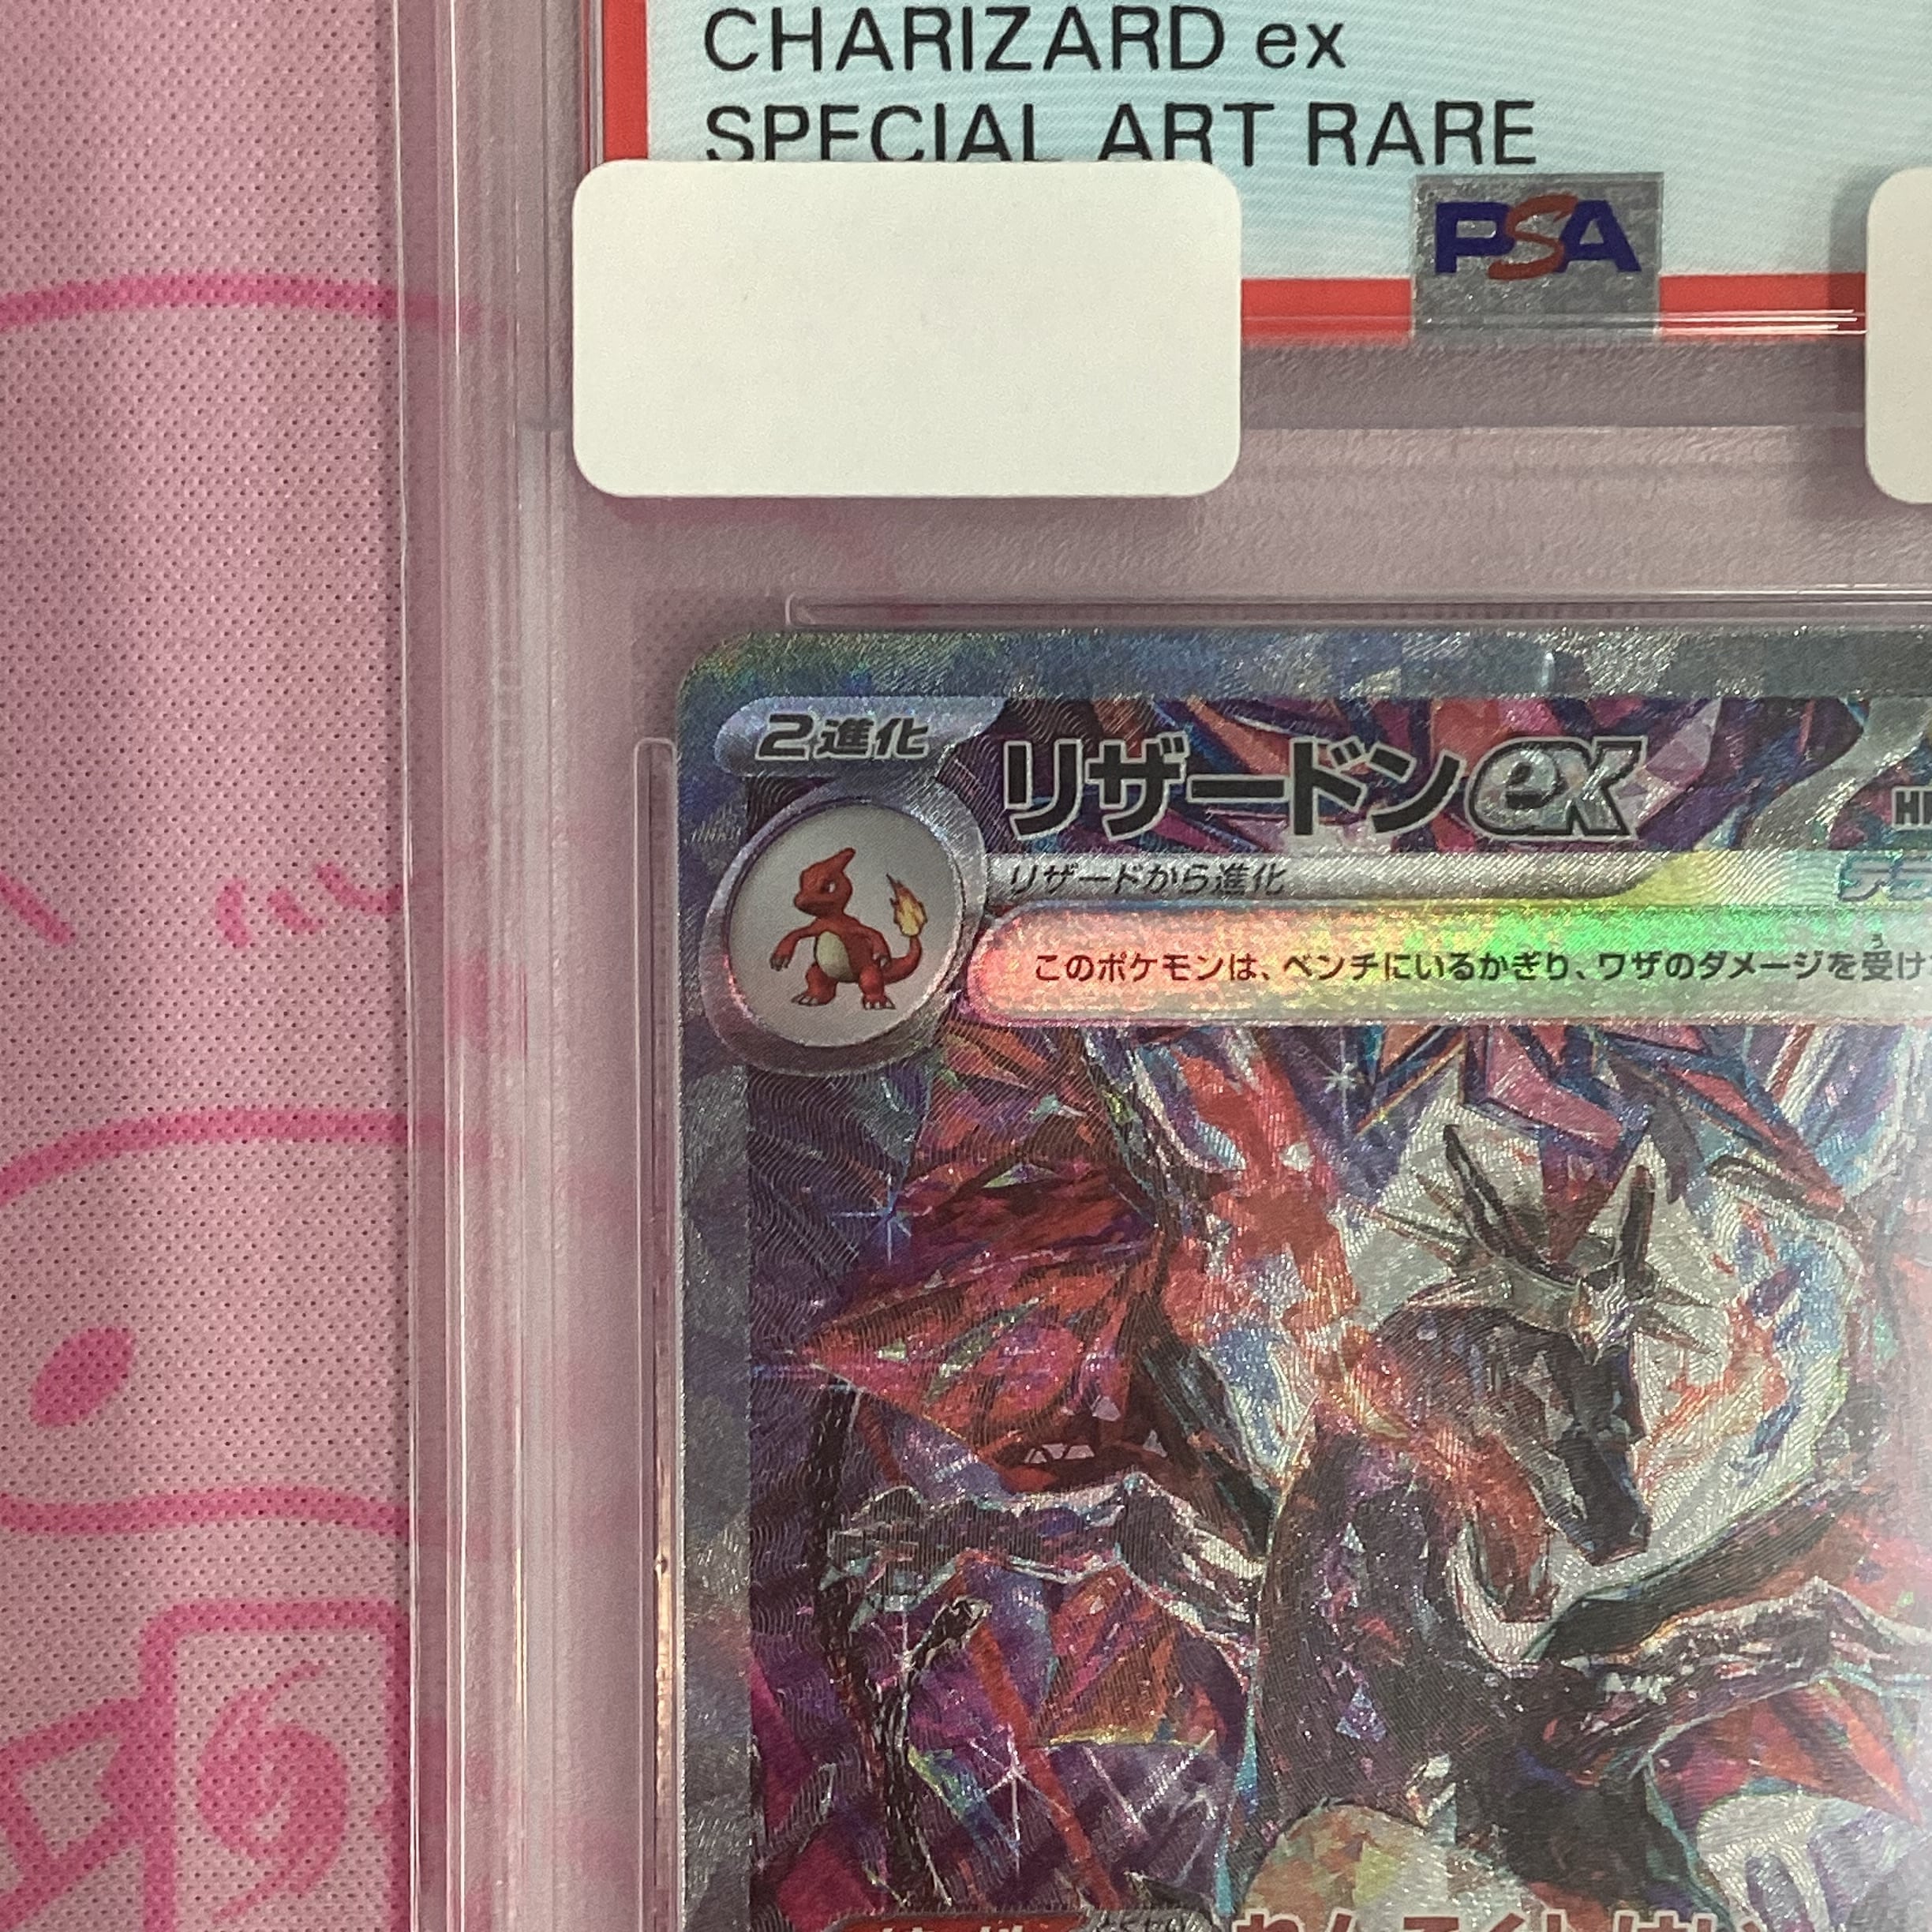 CHARIZARD ex
SPECIAL ART RARE
PSA
2進化
リザードンex
リザードから進化
このポケモンは、ベンチにいるかぎり、ワザのダメージを受け